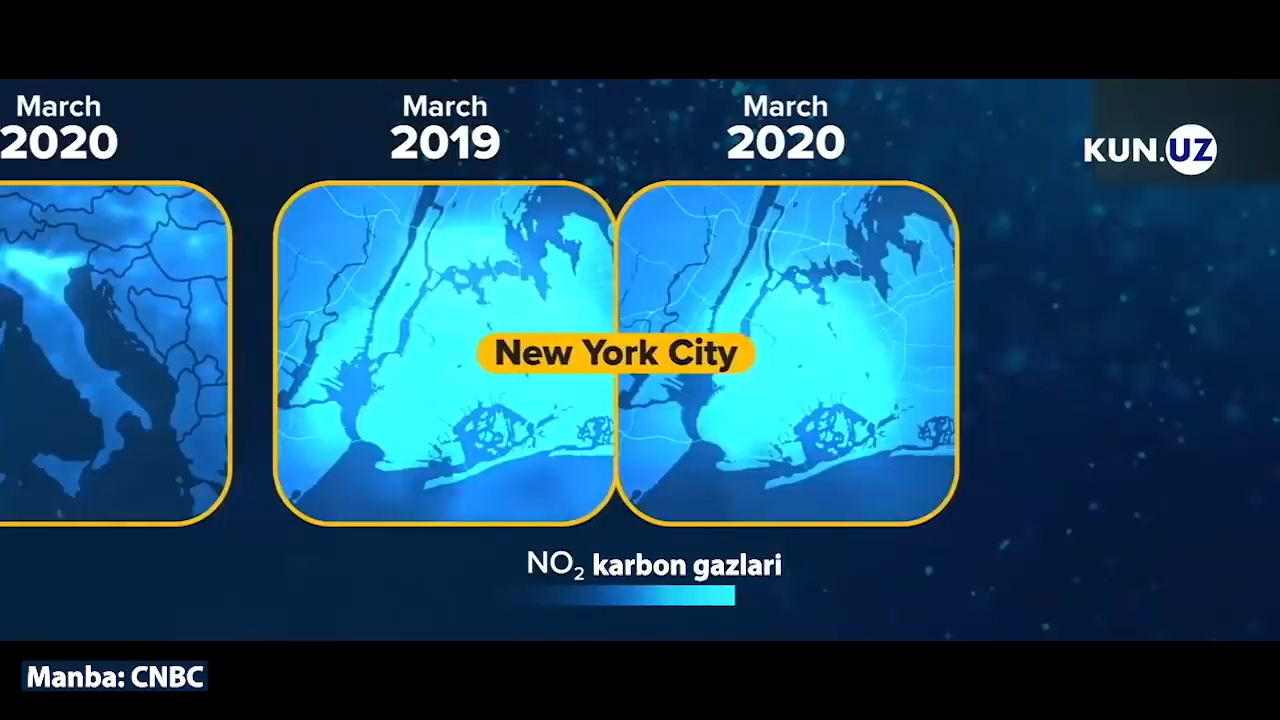 March
2020
March
2019
March
2020
KUN.UZ
New York City
NO₂ karbon gazlari
Manba: CNBC